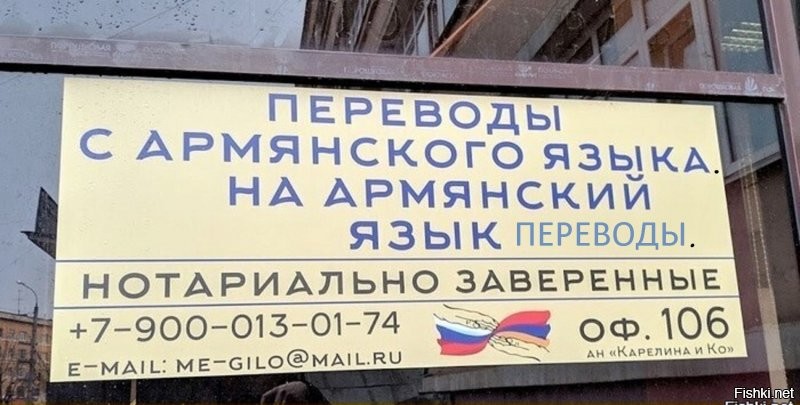 ПЕРЕВОДЫ
С АРМЯНСКОГО ЯЗЫКА.
НА АРМЯНСКИЙ
ЯЗЫК ПЕРЕВОДЫ.
НОТАРИАЛЬНО ЗАВЕРЕННЫЕ
+7-900-013-01-74
E-MAIL: ME-GILO@MAIL.RU
ОФ. 106
АН «КАРЕЛИНА И КО»
Fishki.net